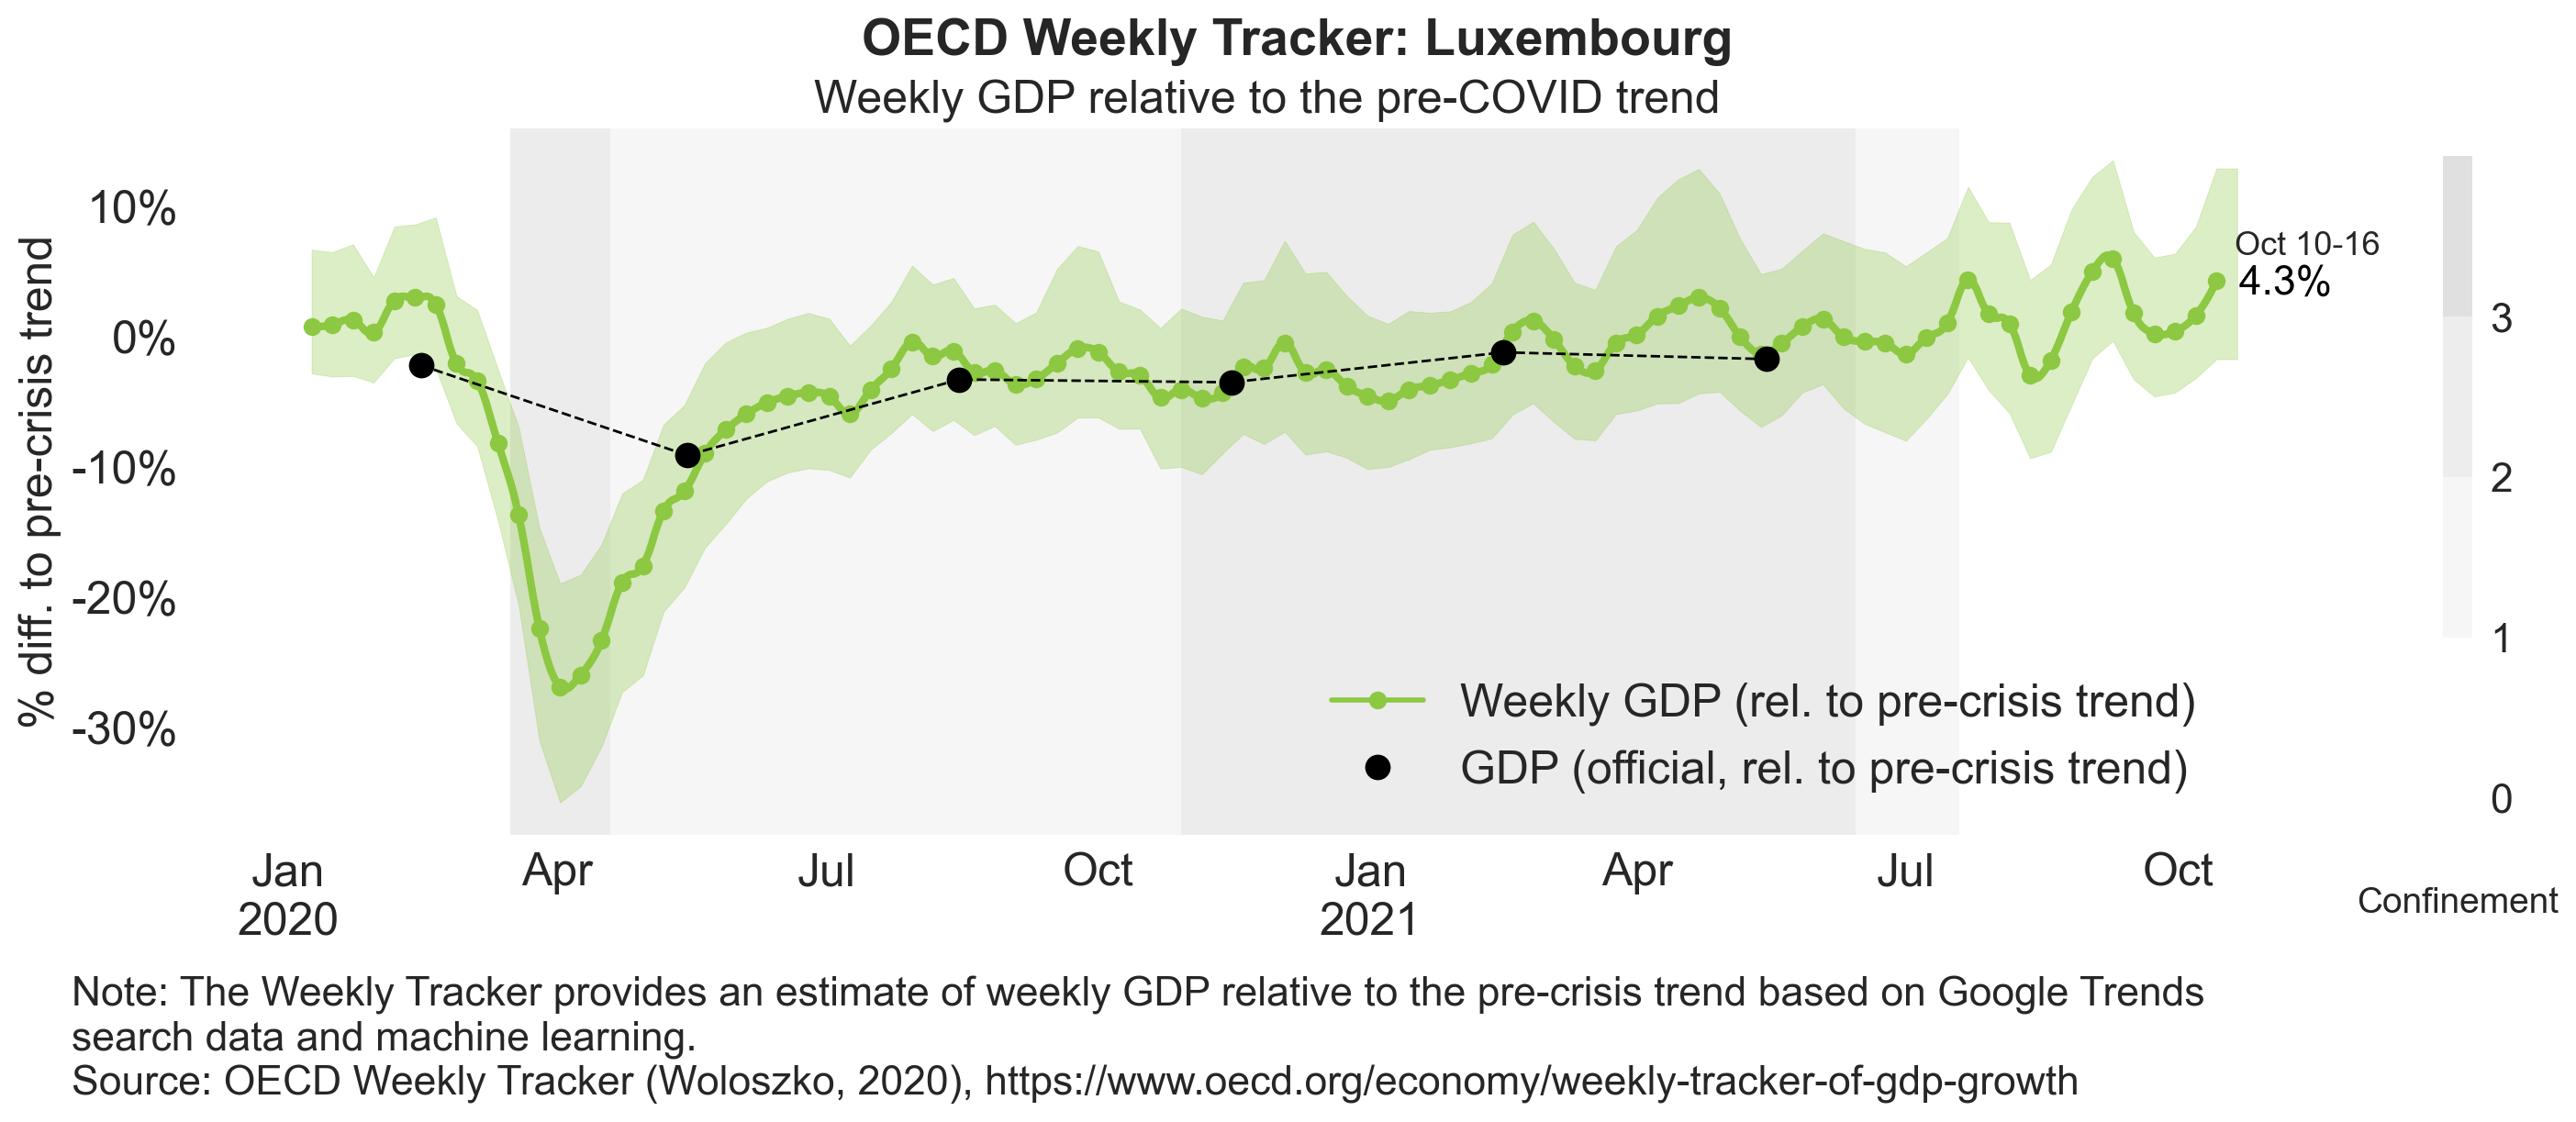 OECD Weekly Tracker: Luxembourg
Weekly GDP relative to the pre-COVID trend
% diff. to pre-crisis trend
10%
0%
-10%
-20%
-30%
Oct 10-16
4.3%
3
2
1
0
Confinement
Weekly GDP (rel. to pre-crisis trend)
GDP (official, rel. to pre-crisis trend)
Jan Apr Jul Oct Jan Apr Jul Oct
2020 2021
Note: The Weekly Tracker provides an estimate of weekly GDP relative to the pre-crisis trend based on Google Trends
search data and machine learning.
Source: OECD Weekly Tracker (Woloszko, 2020), https://www.oecd.org/economy/weekly-tracker-of-gdp-growth